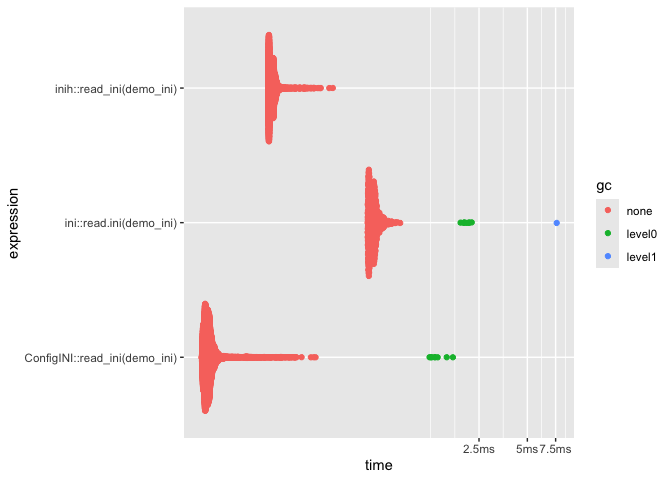 inih::read_ini(demo_ini)
ini::read.ini(demo_ini)
ConfigINI::read_ini(demo_ini)
expression
2.5ms 5ms 7.5ms
time
gc
none
level0
level1